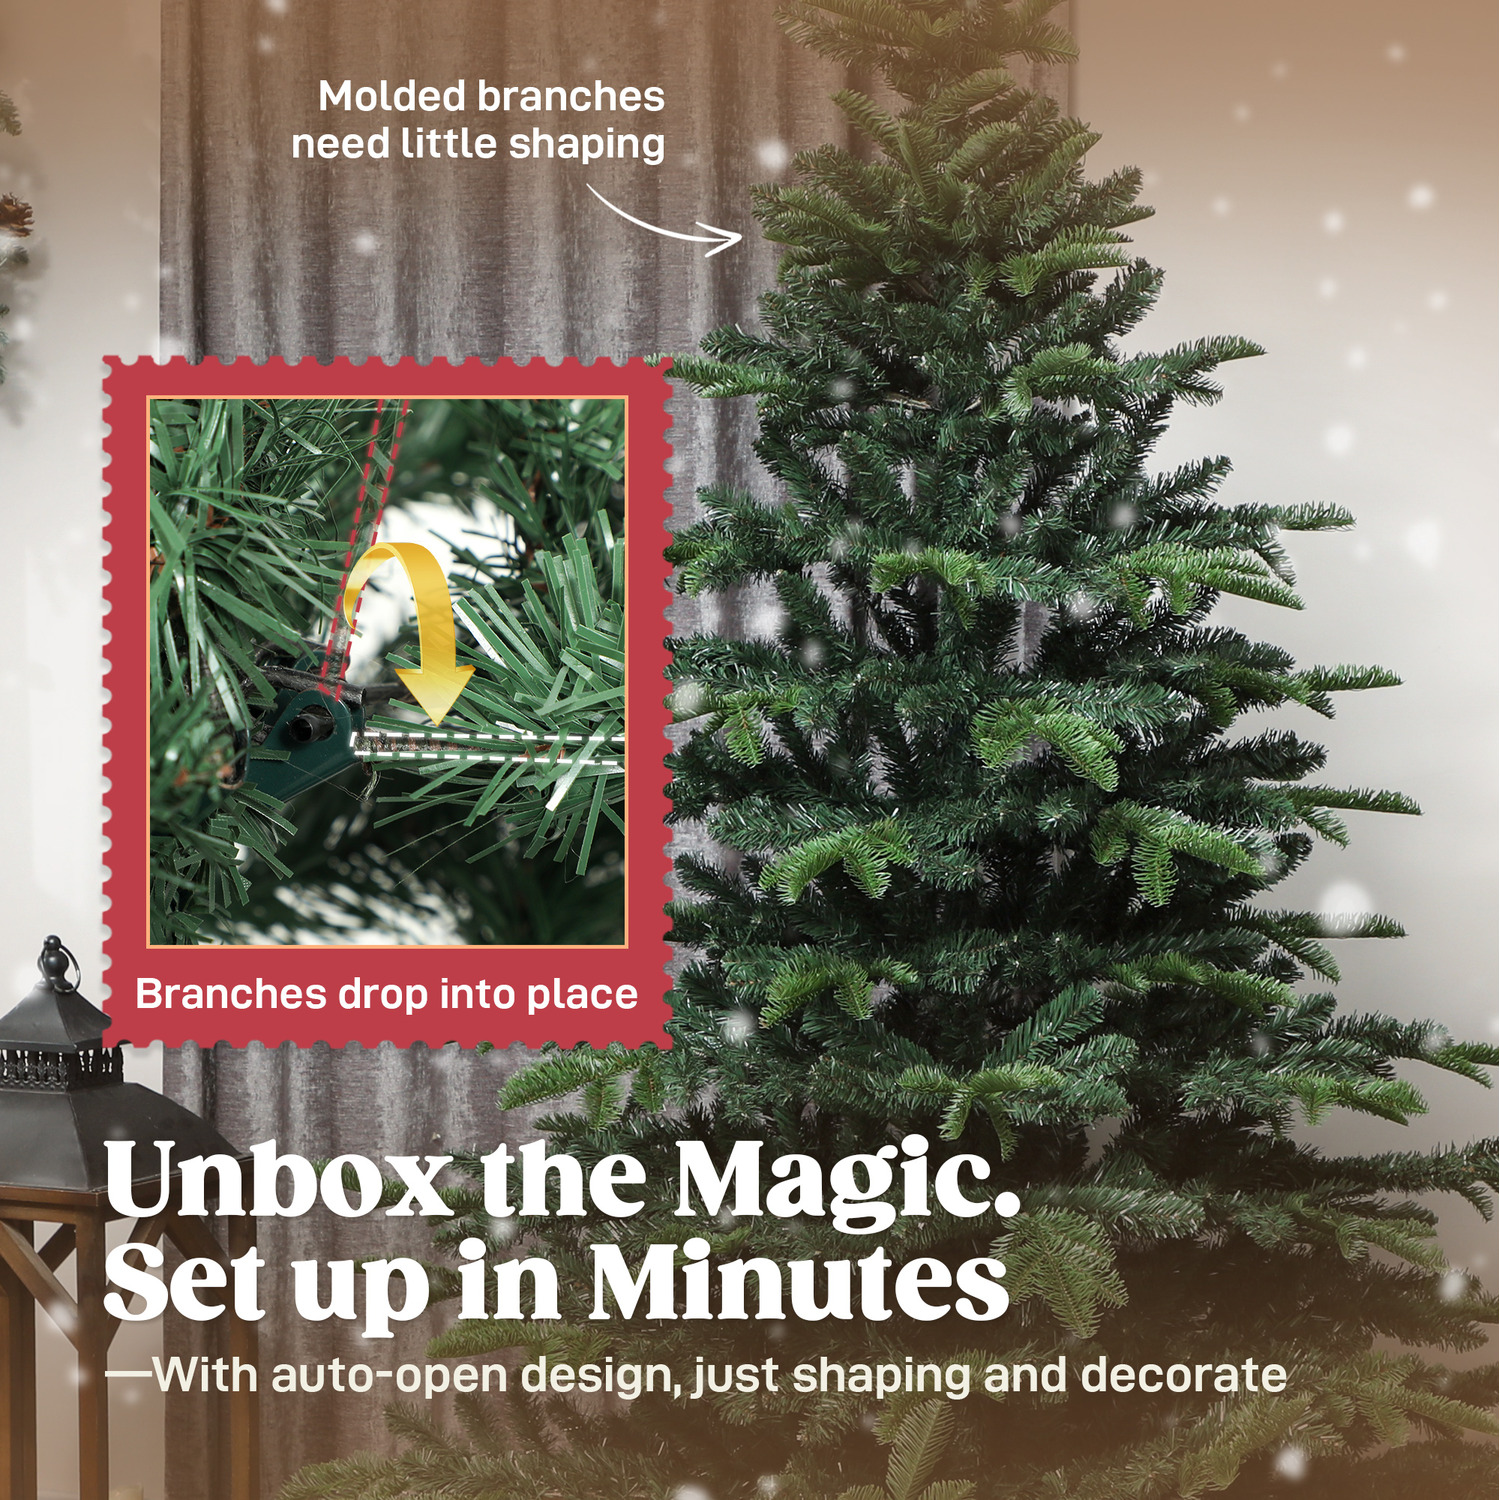 Molded branches
need little shaping
Branches drop into place
Unbox the Magic.
Set up in Minutes
—With auto-open design, just shaping and decorate